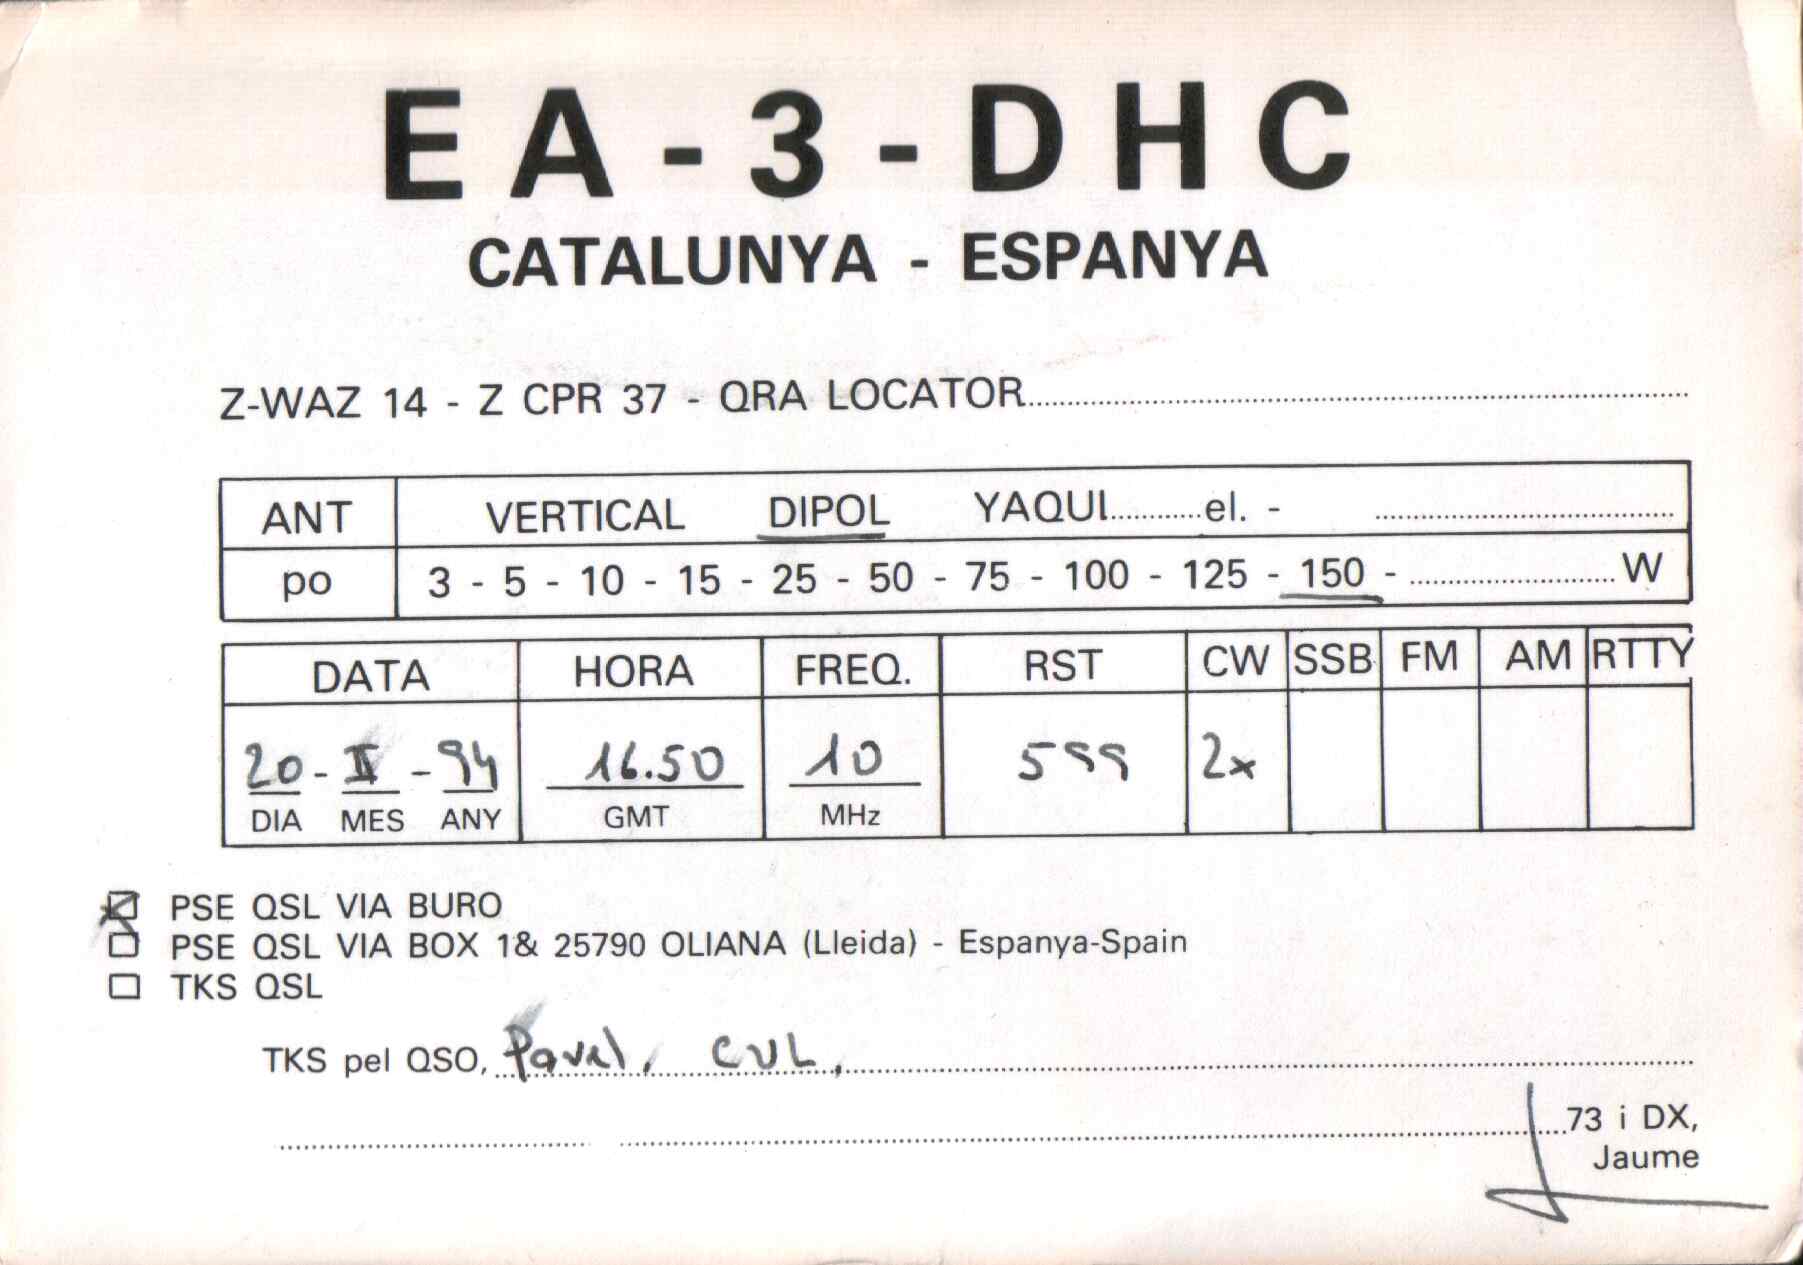 EA-3-DHC
CATALUNYA - ESPANYA
Z-WAZ 14 - Z CPR 37 - QRA LOCATOR
ANT VERTICAL DIPOL YAQUI el. -
po 3 - 5 - 10 - 15 - 25 - 50 - 75 - 100 - 125 - 150 - W
DATA HORA FREQ. RST CW SSB FM AM RTTY
20 - II - 94 16.50 10 599 2x
DIA MES ANY GMT MHz
PSE QSL VIA BURO
PSE QSL VIA BOX 1& 25790 OLIANA (Lleida) - Espanya-Spain
TKS QSL
TKS pel QSO, Pavel, CUL,
73 i DX,
Jaume